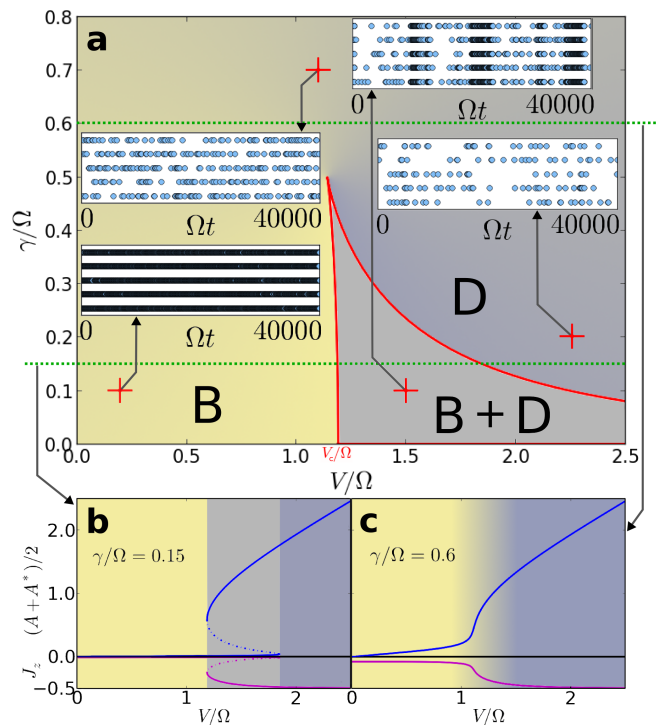 a
0.8
0.7
0.6
0.5
0.4
0.3
0.2
0.1
0.0
γ/Ω
0 Ωt 40000
0 Ωt 40000
0 Ωt 40000
0 Ωt 40000
D
B
B + D
0.0 0.5 1.0 V_c/Ω 1.5 2.0 2.5
V/Ω
b
γ/Ω = 0.15
c
γ/Ω = 0.6
(A + A*)/2
J_z
2.0
1.0
0.0
−0.5
0 1 2 0 1 2
V/Ω V/Ω